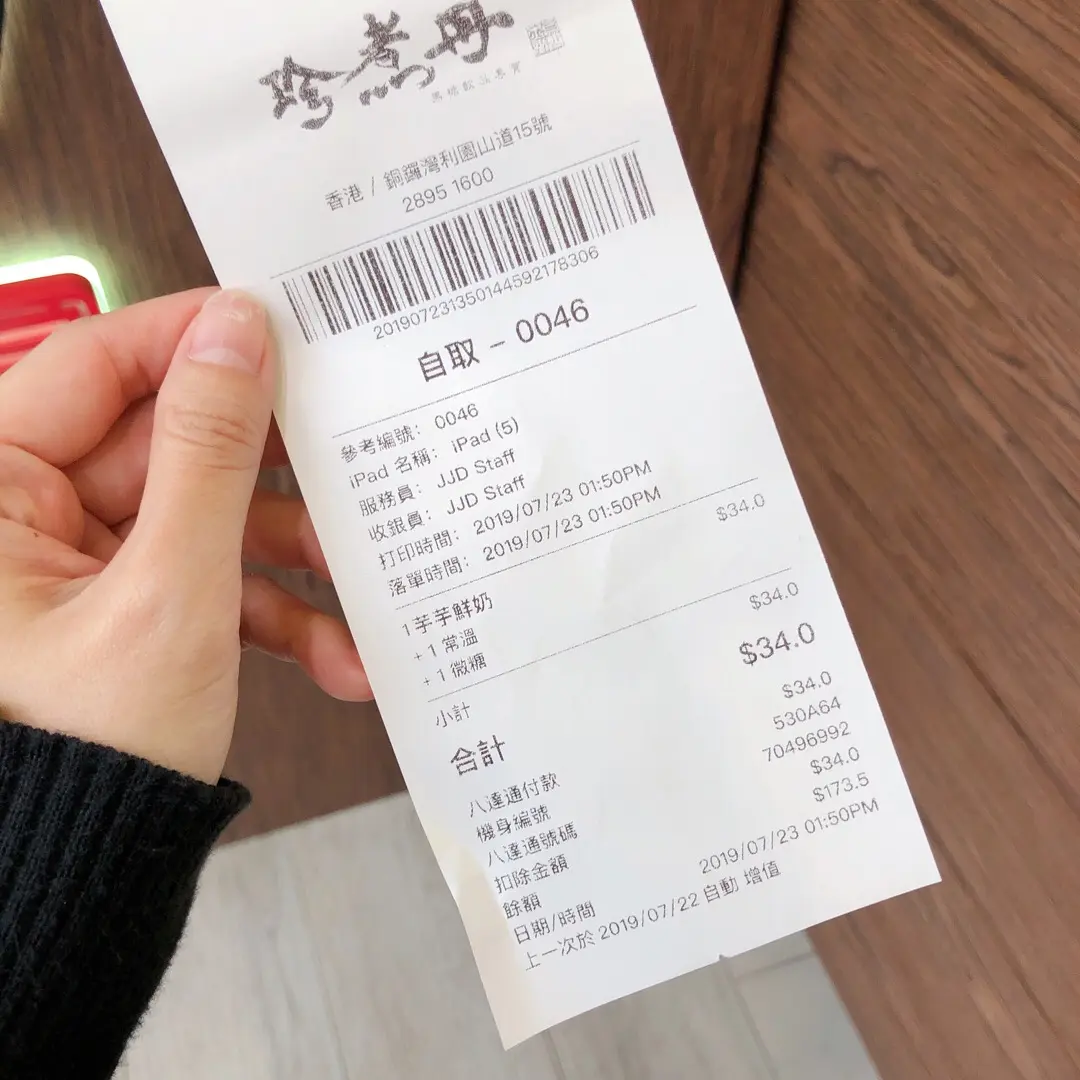 珍煮丹
黑糖飲品專賣
香港 / 銅鑼灣利園山道15號
2895 1600
20190723135014459217​8306
自取 - 0046
參考編號: 0046
iPad 名稱: iPad (5)
服務員: JJD Staff
收銀員: JJD Staff
打印時間: 2019/07/23 01:50PM
落單時間: 2019/07/23 01:50PM
1 芋芋鮮奶 $34.0
+ 1 常溫
+ 1 微糖
小計 $34.0
合計 $34.0
八達通付款 $34.0
機身編號 530A64
八達通號碼 70496992
扣除金額 $34.0
餘額 $173.5
日期/時間 2019/07/23 01:50PM
上一次於 2019/07/22 自動 增值